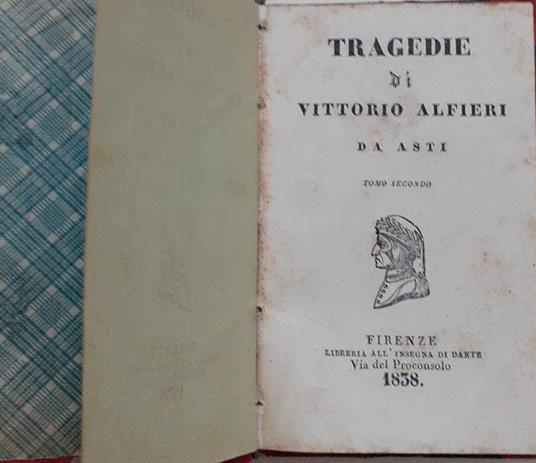 TRAGEDIE
di
VITTORIO ALFIERI
DA ASTI
TOMO SECONDO
FIRENZE
LIBRERIA ALL' INSEGNA DI DANTE
Via del Proconsolo
1838.